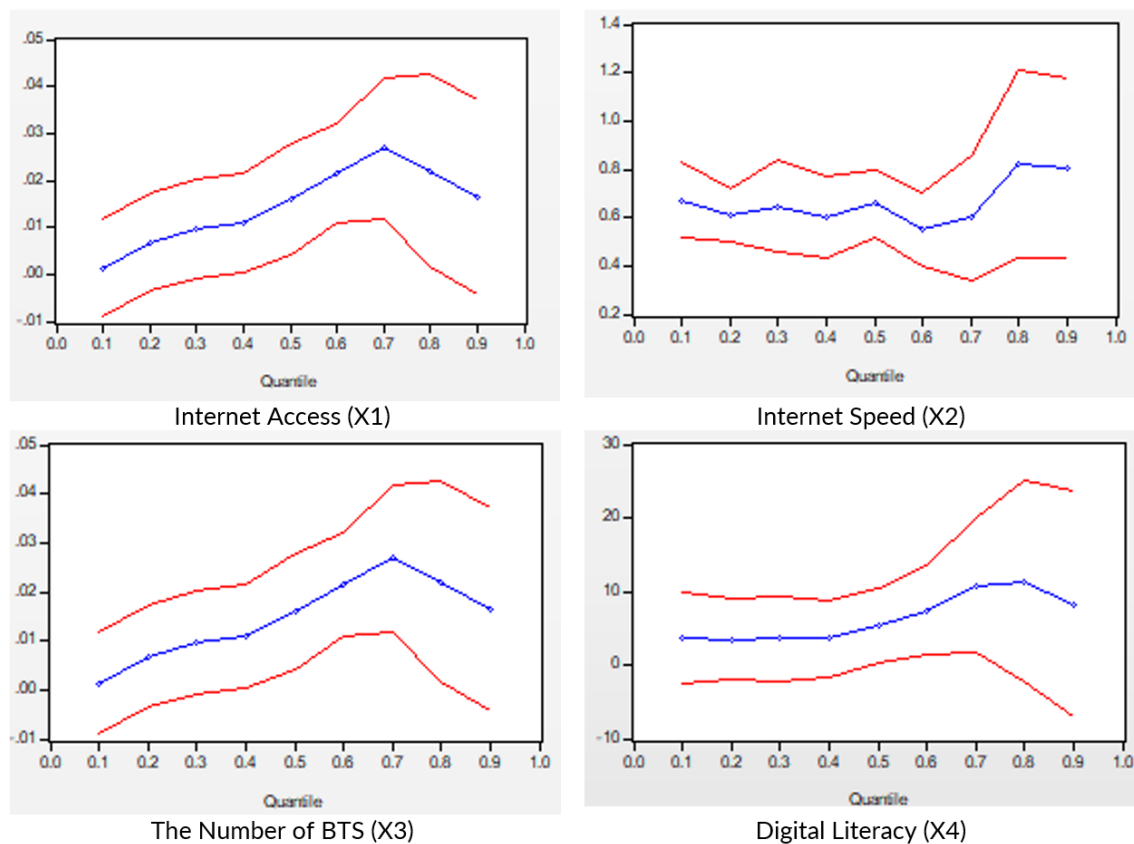 .05
.04
.03
.02
.01
.00
-.01
0.0 0.1 0.2 0.3 0.4 0.5 0.6 0.7 0.8 0.9 1.0
Quantile
Internet Access (X1)
1.4
1.2
1.0
0.8
0.6
0.4
0.2
0.0 0.1 0.2 0.3 0.4 0.5 0.6 0.7 0.8 0.9 1.0
Quantile
Internet Speed (X2)
.05
.04
.03
.02
.01
.00
-.01
0.0 0.1 0.2 0.3 0.4 0.5 0.6 0.7 0.8 0.9 1.0
Quantile
The Number of BTS (X3)
30
20
10
0
-10
0.0 0.1 0.2 0.3 0.4 0.5 0.6 0.7 0.8 0.9 1.0
Quantile
Digital Literacy (X4)